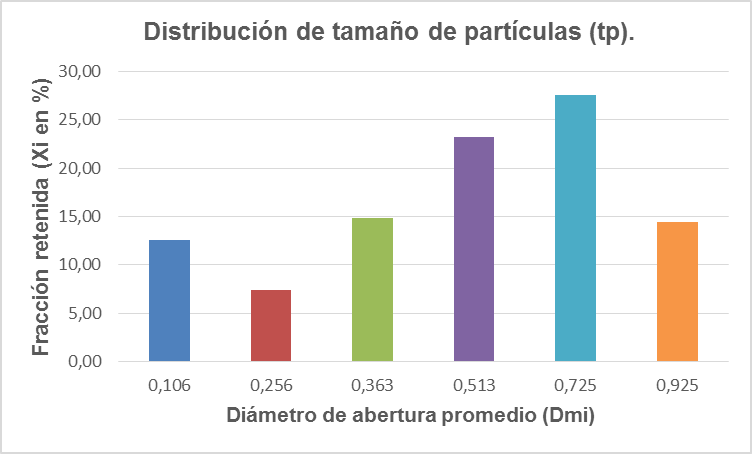 Distribución de tamaño de partículas (tp).
Fracción retenida (Xi en %)
30,00
25,00
20,00
15,00
10,00
5,00
0,00
0,106 0,256 0,363 0,513 0,725 0,925
Diámetro de abertura promedio (Dmi)